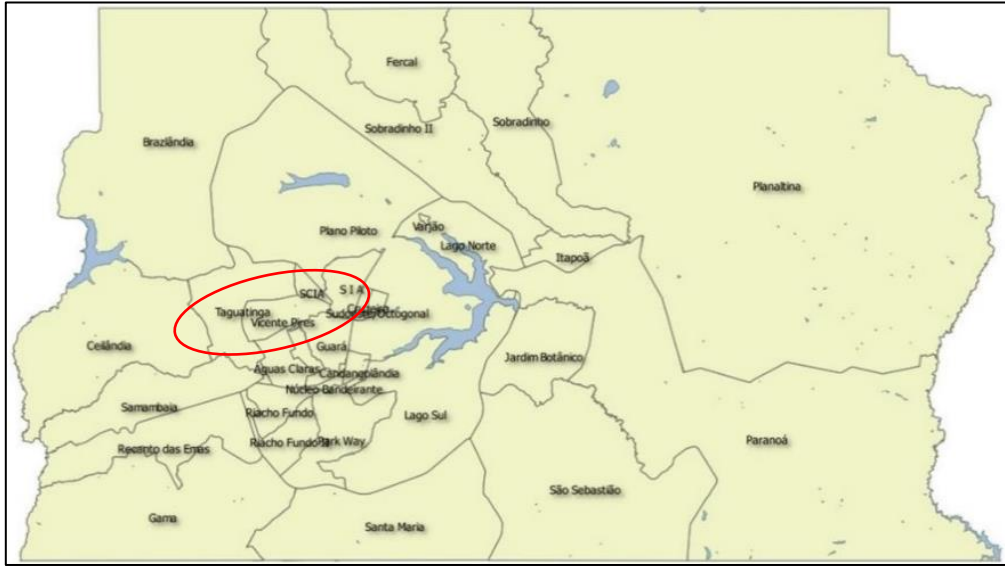 Fercal
Sobradinho
Sobradinho II
Brazlândia
Planaltina
Varjão
Plano Piloto
Lago Norte
Itapoã
S I A
SCIA
Taguatinga
Vicente Pires
Guará
Ceilândia
Jardim Botânico
Águas Claras
Candangolândia
Núcleo Bandeirante
Samambaia
Riacho Fundo
Lago Sul
Paranoá
Riacho Fundo II
Park Way
Recanto das Emas
São Sebastião
Gama
Santa Maria